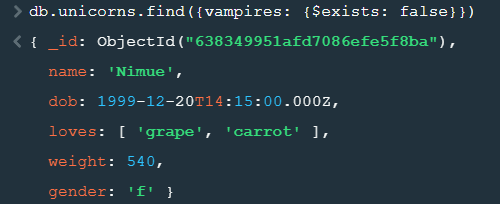 > db.unicorns.find({vampires: {$exists: false}})
< { _id: ObjectId("638349951afd7086efe5f8ba"),
name: 'Nimue',
dob: 1999-12-20T14:15:00.000Z,
loves: [ 'grape', 'carrot' ],
weight: 540,
gender: 'f' }